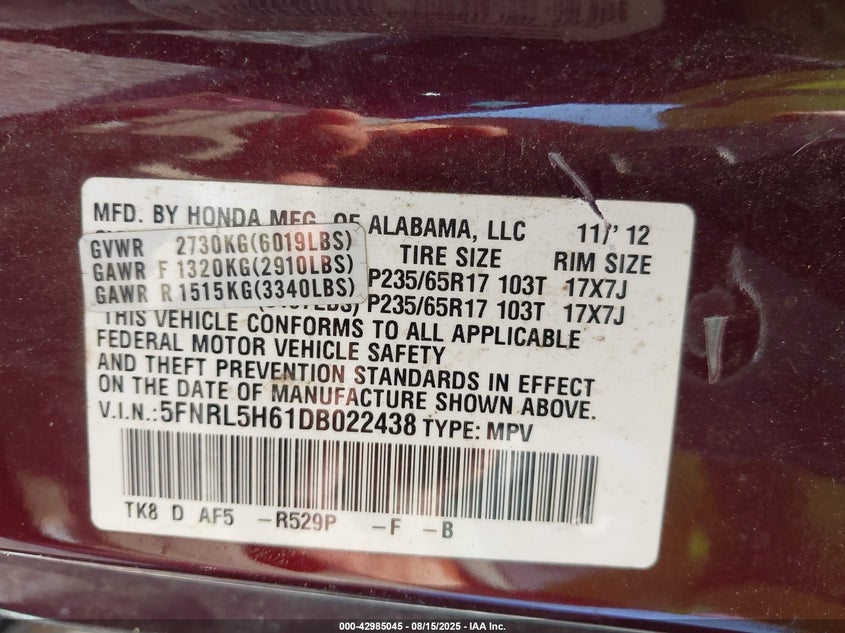 MFD. BY HONDA MFG. OF ALABAMA, LLC 11/' 12
GVWR 2730KG(6019LBS) TIRE SIZE RIM SIZE
GAWR F 1320KG(2910LBS) P235/65R17 103T 17X7J
GAWR R 1515KG(3340LBS) P235/65R17 103T 17X7J
THIS VEHICLE CONFORMS TO ALL APPLICABLE
FEDERAL MOTOR VEHICLE SAFETY
AND THEFT PREVENTION STANDARDS IN EFFECT
ON THE DATE OF MANUFACTURE SHOWN ABOVE.
V.I.N.: 5FNRL5H61DB022438 TYPE: MPV
TK8 D AF5 -R529P -F -B
000-42985045 - 08/15/2025 - IAA Inc.